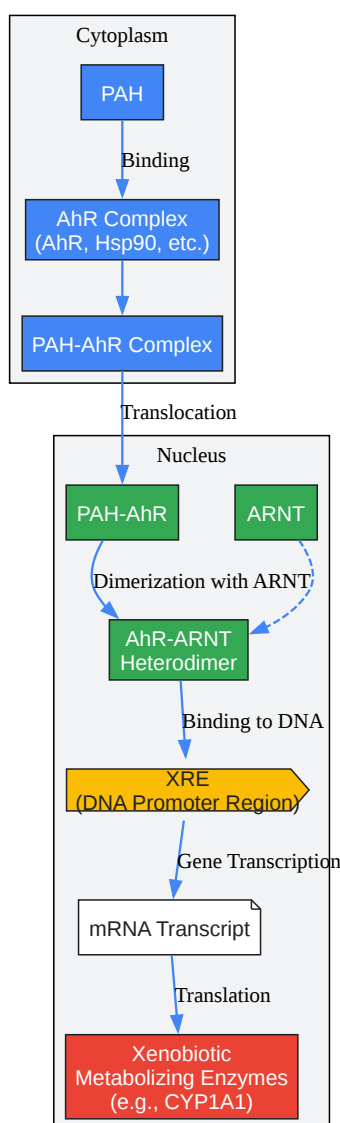 Cytoplasm
PAH
Binding
AhR Complex
(AhR, Hsp90, etc.)
PAH-AhR Complex
Translocation
Nucleus
PAH-AhR
ARNT
Dimerization with ARNT
AhR-ARNT
Heterodimer
Binding to DNA
XRE
(DNA Promoter Region)
Gene Transcription
mRNA Transcript
Translation
Xenobiotic
Metabolizing Enzymes
(e.g., CYP1A1)